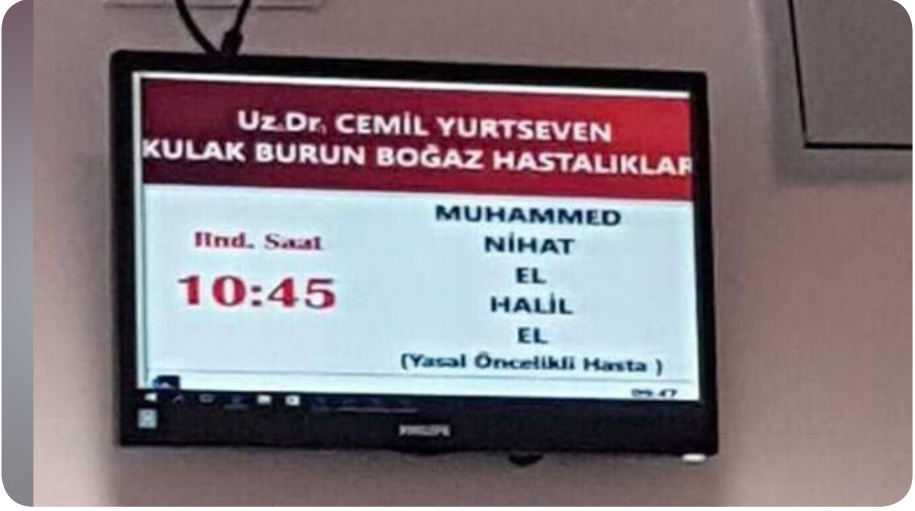 Uz.Dr. CEMİL YURTSEVEN
KULAK BURUN BOĞAZ HASTALIKLAR
Rnd. Saat
10:45
MUHAMMED
NİHAT
EL
HALİL
EL
(Yasal Öncelikli Hasta )
09:47
PHILIPS